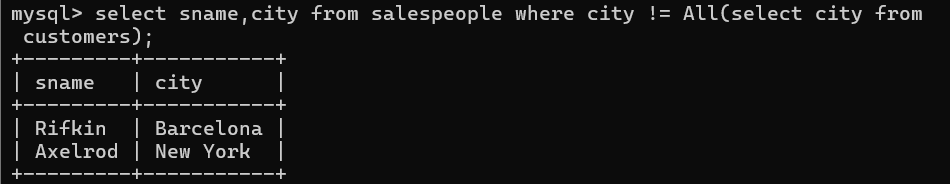 mysql> select sname,city from salespeople where city != All(select city from
 customers);
+---------+-----------+
| sname   | city      |
+---------+-----------+
| Rifkin  | Barcelona |
| Axelrod | New York  |
+---------+-----------+